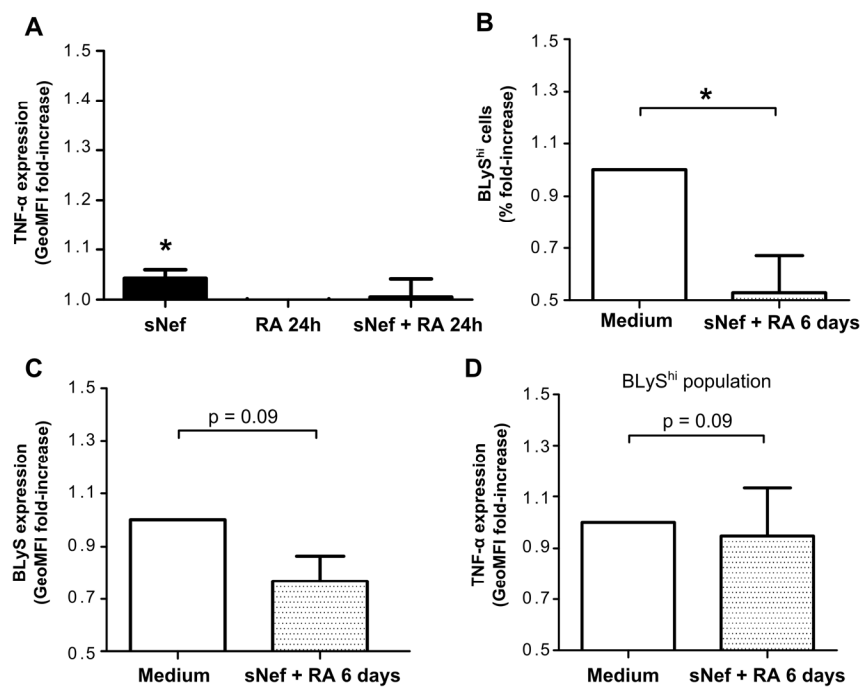 A
TNF-α expression
(GeoMFI fold-increase)
1.5
1.4
1.3
1.2
1.1
1.0
*
sNef
RA 24h
sNef + RA 24h
B
BLyShi cells
(% fold-increase)
1.5
1.3
1.1
0.9
0.7
0.5
*
Medium
sNef + RA 6 days
C
BLyS expression
(GeoMFI fold-increase)
1.5
1.3
1.1
0.9
0.7
0.5
p = 0.09
Medium
sNef + RA 6 days
D
BLyShi population
TNF-α expression
(GeoMFI fold-increase)
1.5
1.3
1.1
0.9
0.7
0.5
p = 0.09
Medium
sNef + RA 6 days